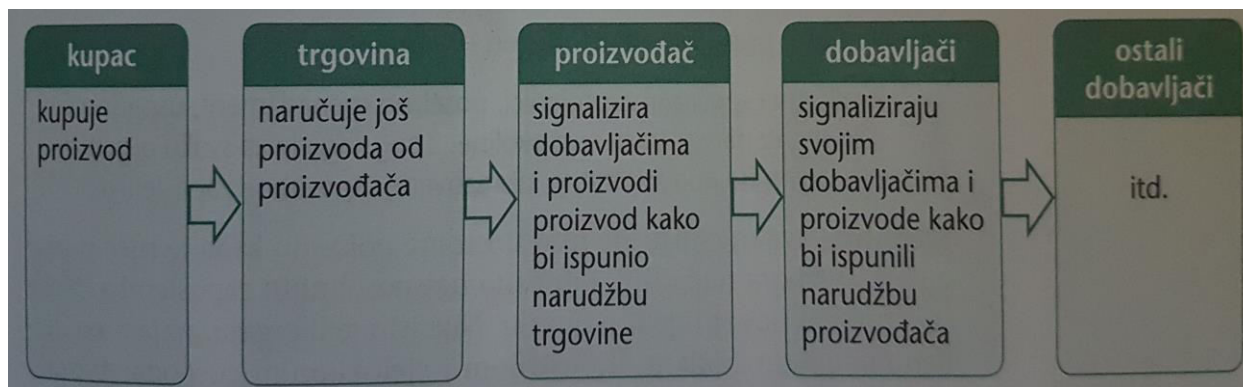 kupac
kupuje
proizvod
trgovina
naručuje još
proizvoda od
proizvođača
proizvođač
signalizira
dobavljačima
i proizvodi
proizvod kako
bi ispunio
narudžbu
trgovine
dobavljači
signaliziraju
svojim
dobavljačima i
proizvode kako
bi ispunili
narudžbu
proizvođača
ostali
dobavljači
itd.